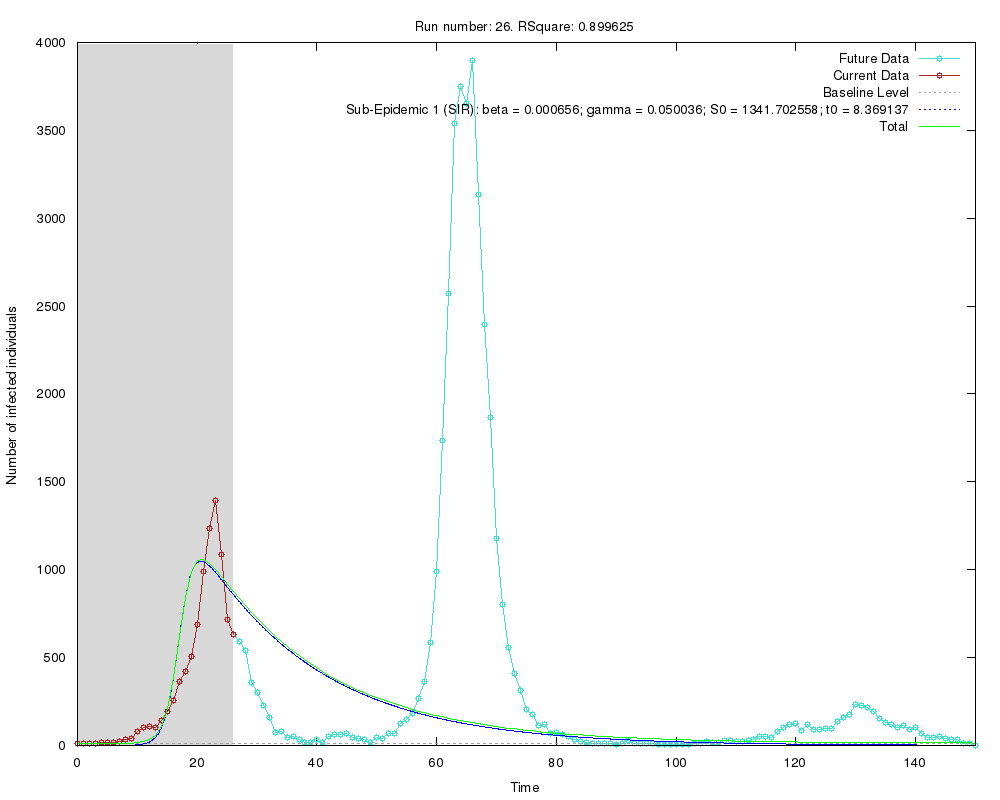 Run number: 26. RSquare: 0.899625
Future Data
Current Data
Baseline Level
Sub-Epidemic 1 (SIR): beta = 0.000656; gamma = 0.050036; S0 = 1341.702558; t0 = 8.369137
Total
4000
3500
3000
2500
2000
1500
1000
500
0
Number of infected individuals
0 20 40 60 80 100 120 140
Time